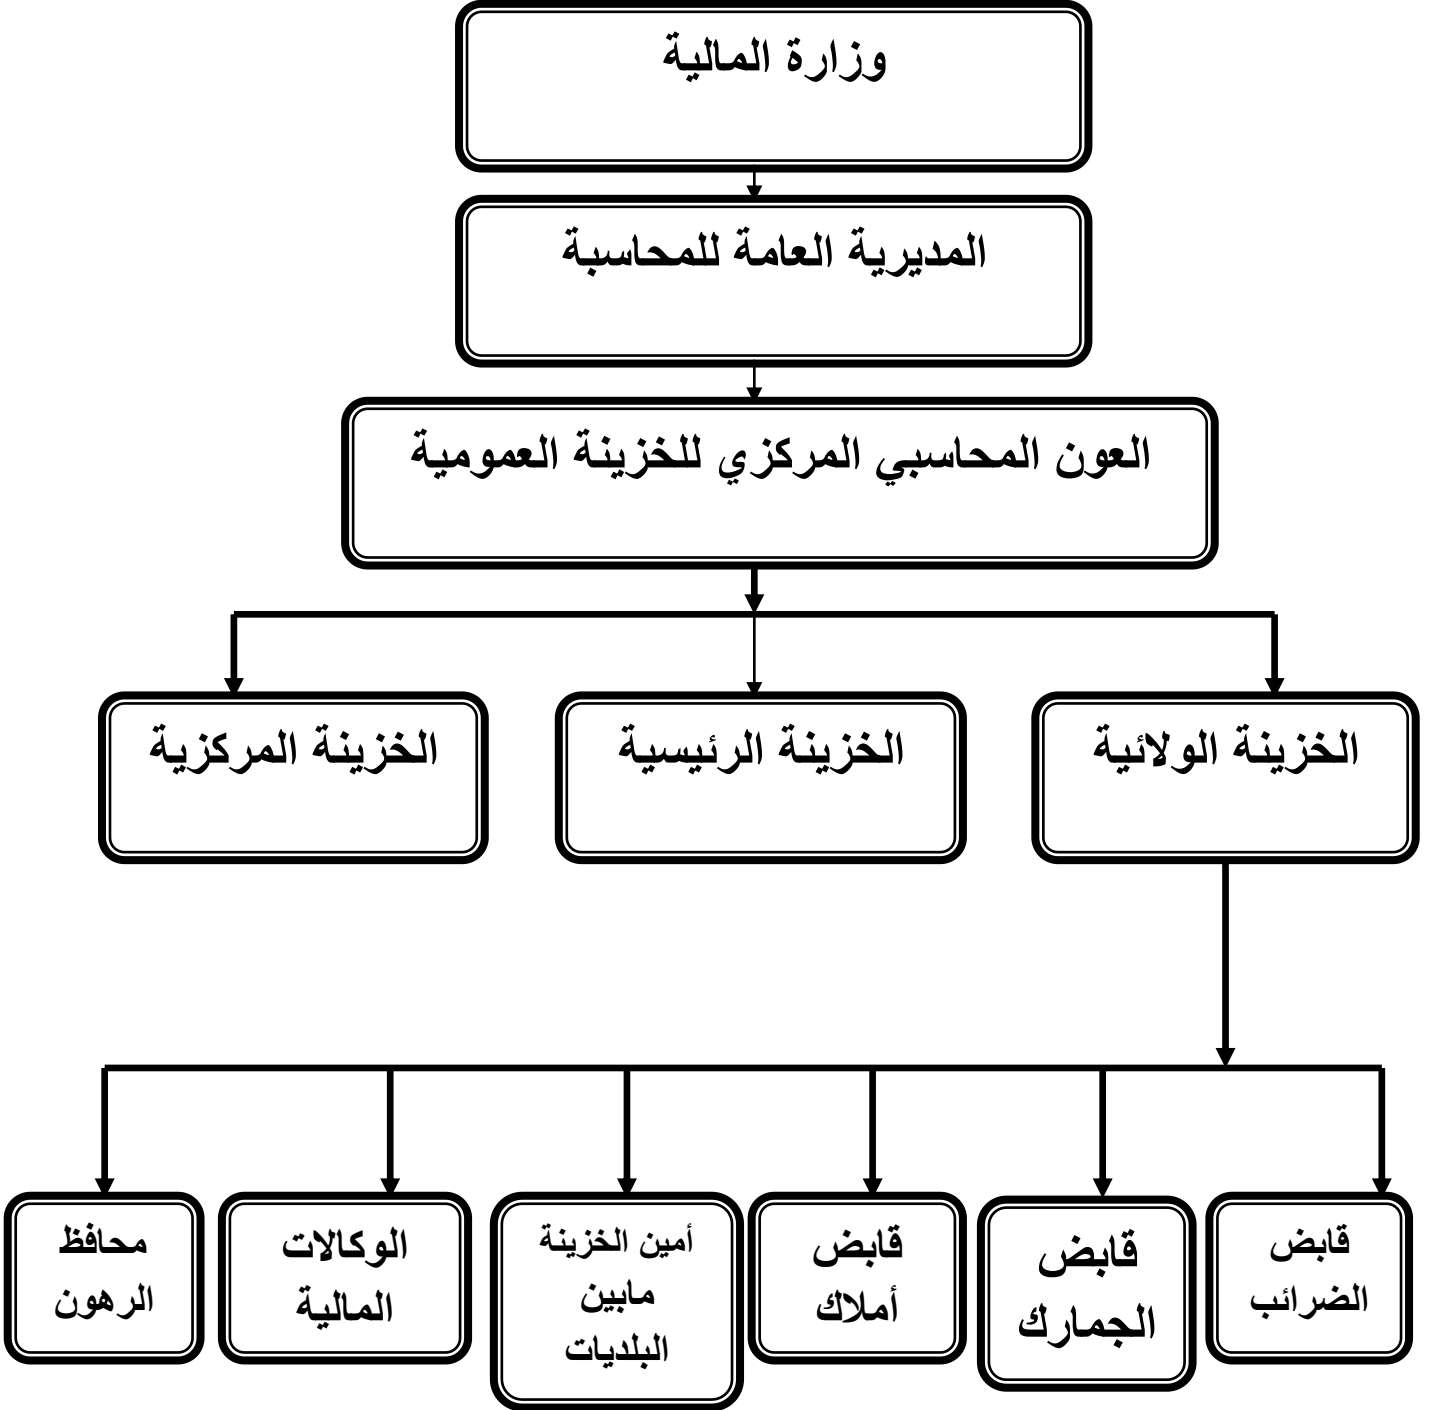 وزارة المالية
المديرية العامة للمحاسبة
العون المحاسبي المركزي للخزينة العمومية
الخزينة الولائية
الخزينة الرئيسية
الخزينة المركزية
قابض
الضرائب
قابض
الجمارك
قابض
أملاك
أمين الخزينة
مابين
البلديات
الوكالات
المالية
محافظ
الرهون